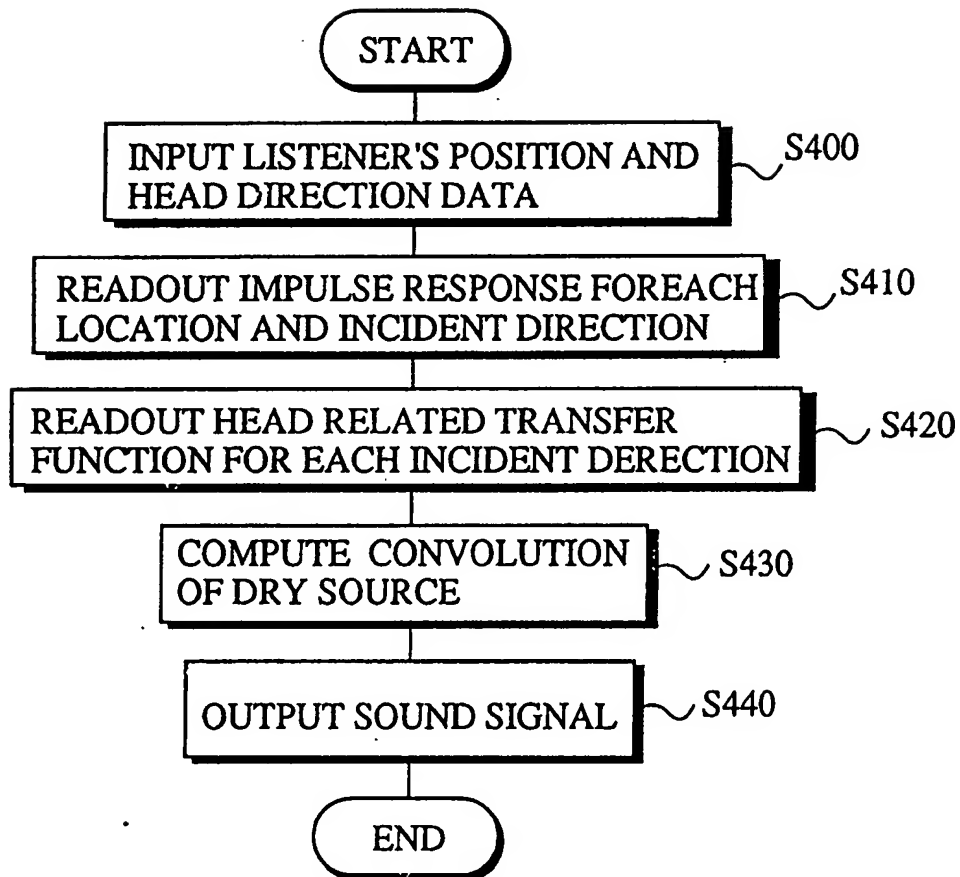 START
INPUT LISTENER'S POSITION AND
HEAD DIRECTION DATA
S400
READOUT IMPULSE RESPONSE FOREACH
LOCATION AND INCIDENT DIRECTION
S410
READOUT HEAD RELATED TRANSFER
FUNCTION FOR EACH INCIDENT DERECTION
S420
COMPUTE CONVOLUTION
OF DRY SOURCE
S430
OUTPUT SOUND SIGNAL
S440
END